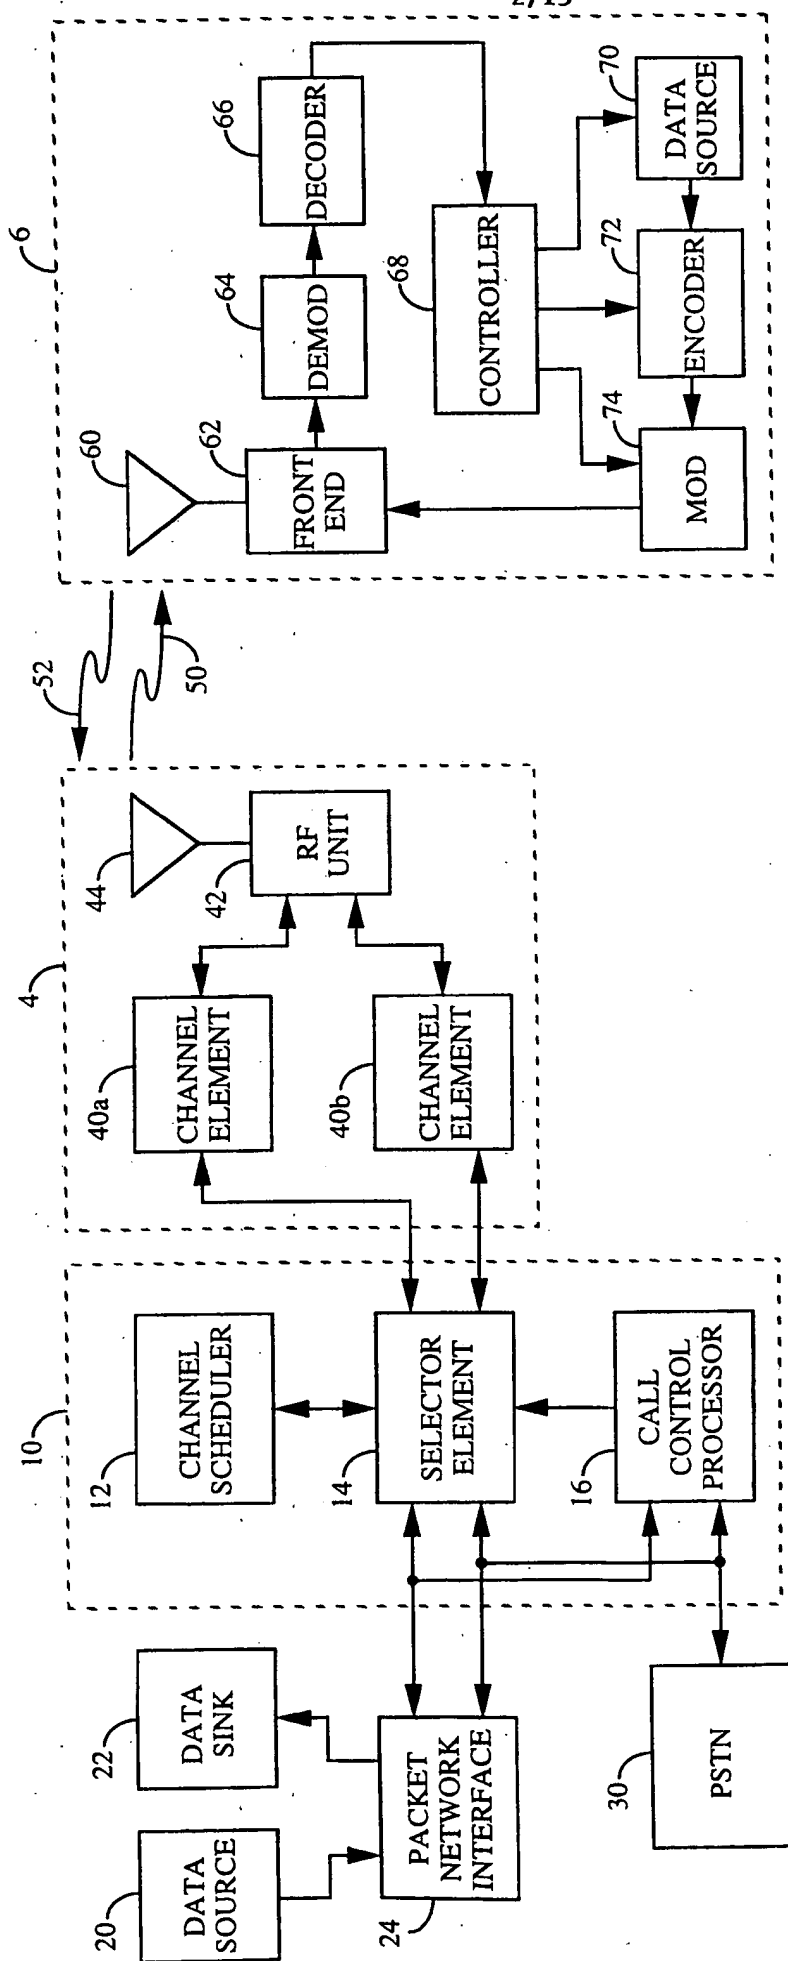 2/13
20
DATA
SOURCE
22
DATA
SINK
24
PACKET
NETWORK
INTERFACE
30
PSTN
10
12
CHANNEL
SCHEDULER
14
SELECTOR
ELEMENT
16
CALL
CONTROL
PROCESSOR
4
40a
CHANNEL
ELEMENT
40b
CHANNEL
ELEMENT
44
42
RF
UNIT
52
50
6
60
62
FRONT
END
64
DEMOD
66
DECODER
68
CONTROLLER
70
DATA
SOURCE
72
ENCODER
74
MOD